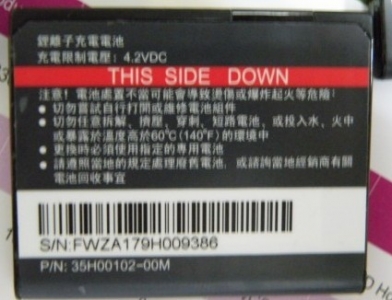 鋰離子充電電池
充電限制電壓: 4.2VDC
THIS SIDE DOWN
注意! 電池處置不當可能會導致燙傷或爆炸起火等危險:
● 切勿嘗試自行打開或維修電池組件
● 切勿任意拆解、擠壓、穿刺、短路電池, 或投入水、火中
或暴露於溫度高於60°C (140°F) 的環境中
● 更換時必須使用指定的專用電池
● 請遵照當地的規定處理廢舊電池, 或諮詢當地經銷商有關
電池回收事宜
S/N:FWZA179H009386
P/N: 35H00102-00M